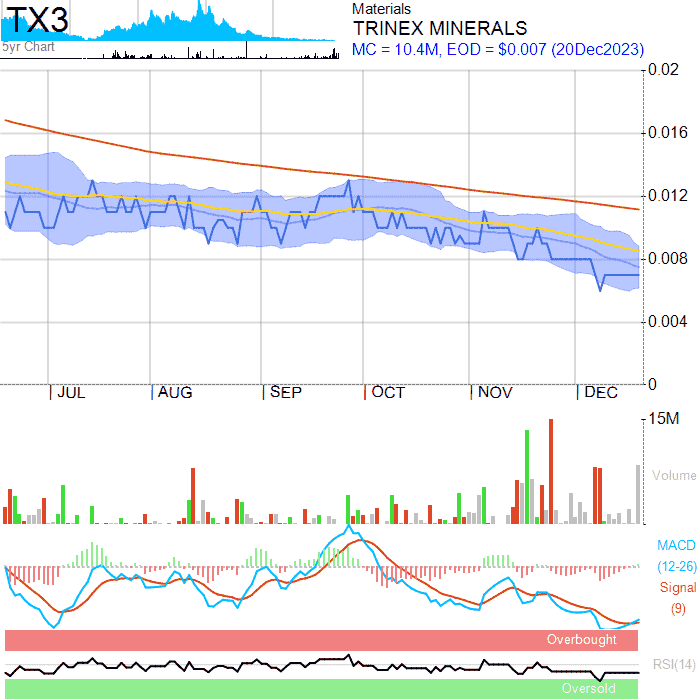 TX3
5yr Chart
Materials
TRINEX MINERALS
MC = 10.4M, EOD = $0.007 (20Dec2023)
0.02
0.016
0.012
0.008
0.004
0
JUL AUG SEP OCT NOV DEC
15M
Volume
MACD
(12-26)
Signal
(9)
Overbought
RSI(14)
Oversold